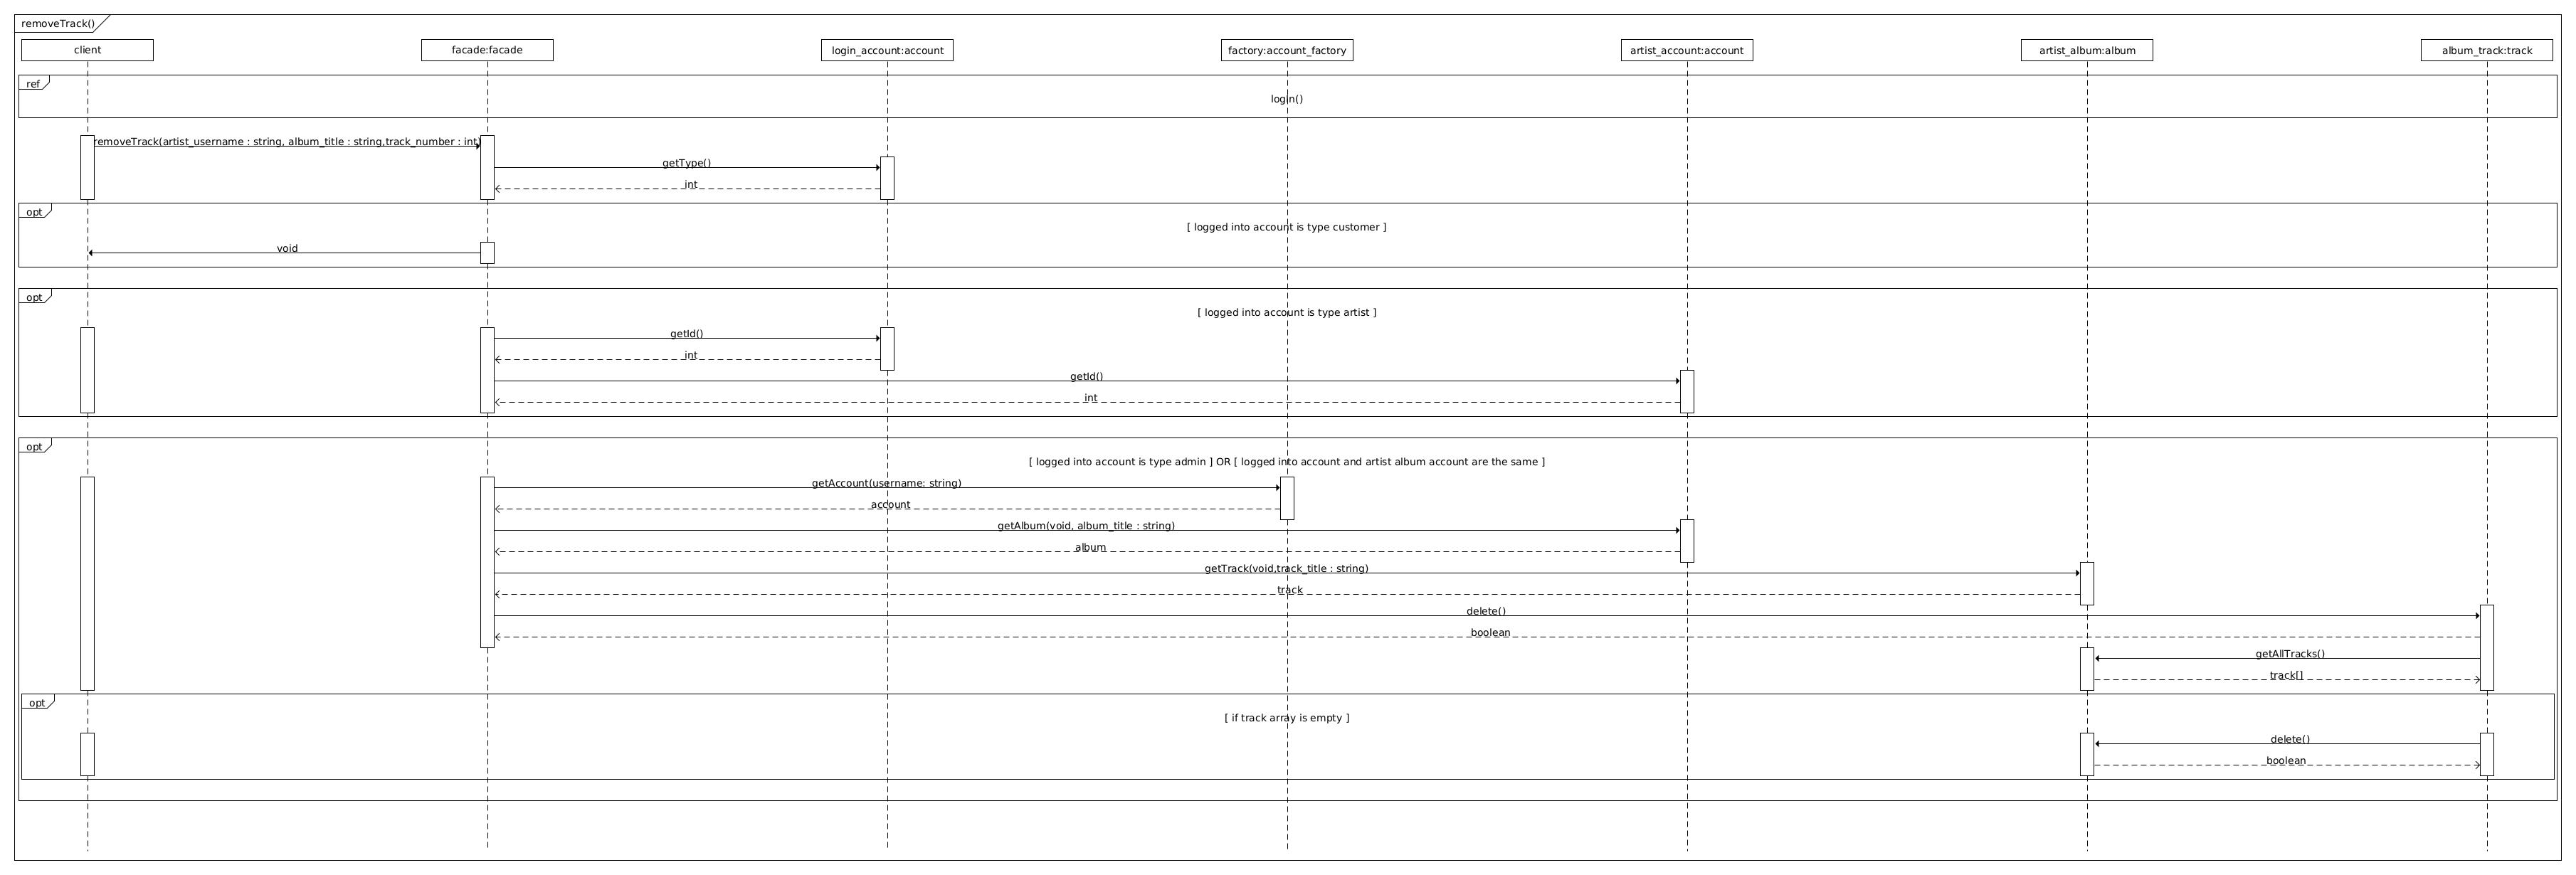 removeTrack()
client
facade:facade
login_account:account
factory:account_factory
artist_account:account
artist_album:album
album_track:track
ref
login()
removeTrack(artist_username : string, album_title : string,track_number : int)
getType()
int
opt
[ logged into account is type customer ]
void
opt
[ logged into account is type artist ]
getId()
int
getId()
int
opt
[ logged into account is type admin ] OR [ logged into account and artist album account are the same ]
getAccount(username: string)
account
getAlbum(void, album_title : string)
album
getTrack(void,track_title : string)
track
delete()
boolean
getAllTracks()
track[]
opt
[ if track array is empty ]
delete()
boolean